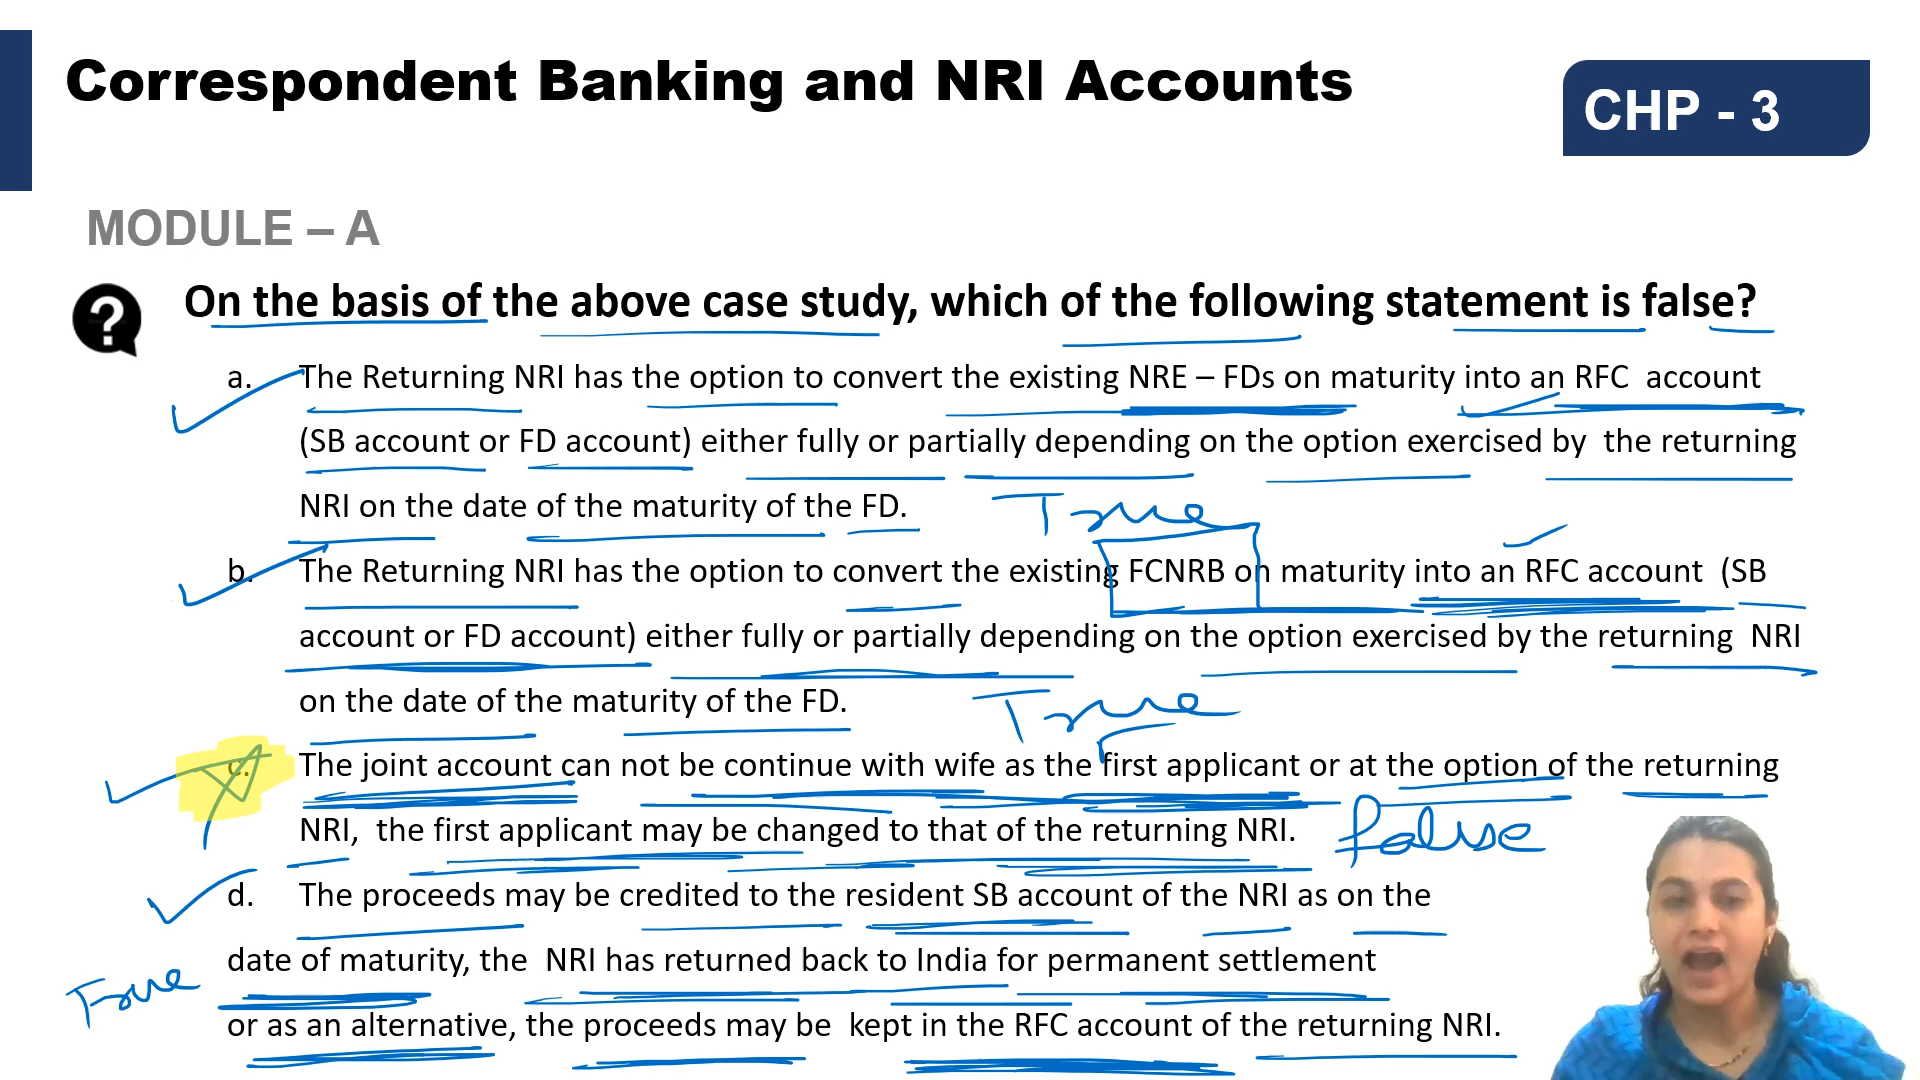 Correspondent Banking and NRI Accounts
CHP - 3
MODULE – A
On the basis of the above case study, which of the following statement is false?
a. The Returning NRI has the option to convert the existing NRE – FDs on maturity into an RFC account
(SB account or FD account) either fully or partially depending on the option exercised by the returning
NRI on the date of the maturity of the FD.
True
b. The Returning NRI has the option to convert the existing FCNRB on maturity into an RFC account (SB
account or FD account) either fully or partially depending on the option exercised by the returning NRI
on the date of the maturity of the FD.
True
c. The joint account can not be continue with wife as the first applicant or at the option of the returning
NRI, the first applicant may be changed to that of the returning NRI.
false
d. The proceeds may be credited to the resident SB account of the NRI as on the
date of maturity, the NRI has returned back to India for permanent settlement
True
or as an alternative, the proceeds may be kept in the RFC account of the returning NRI.